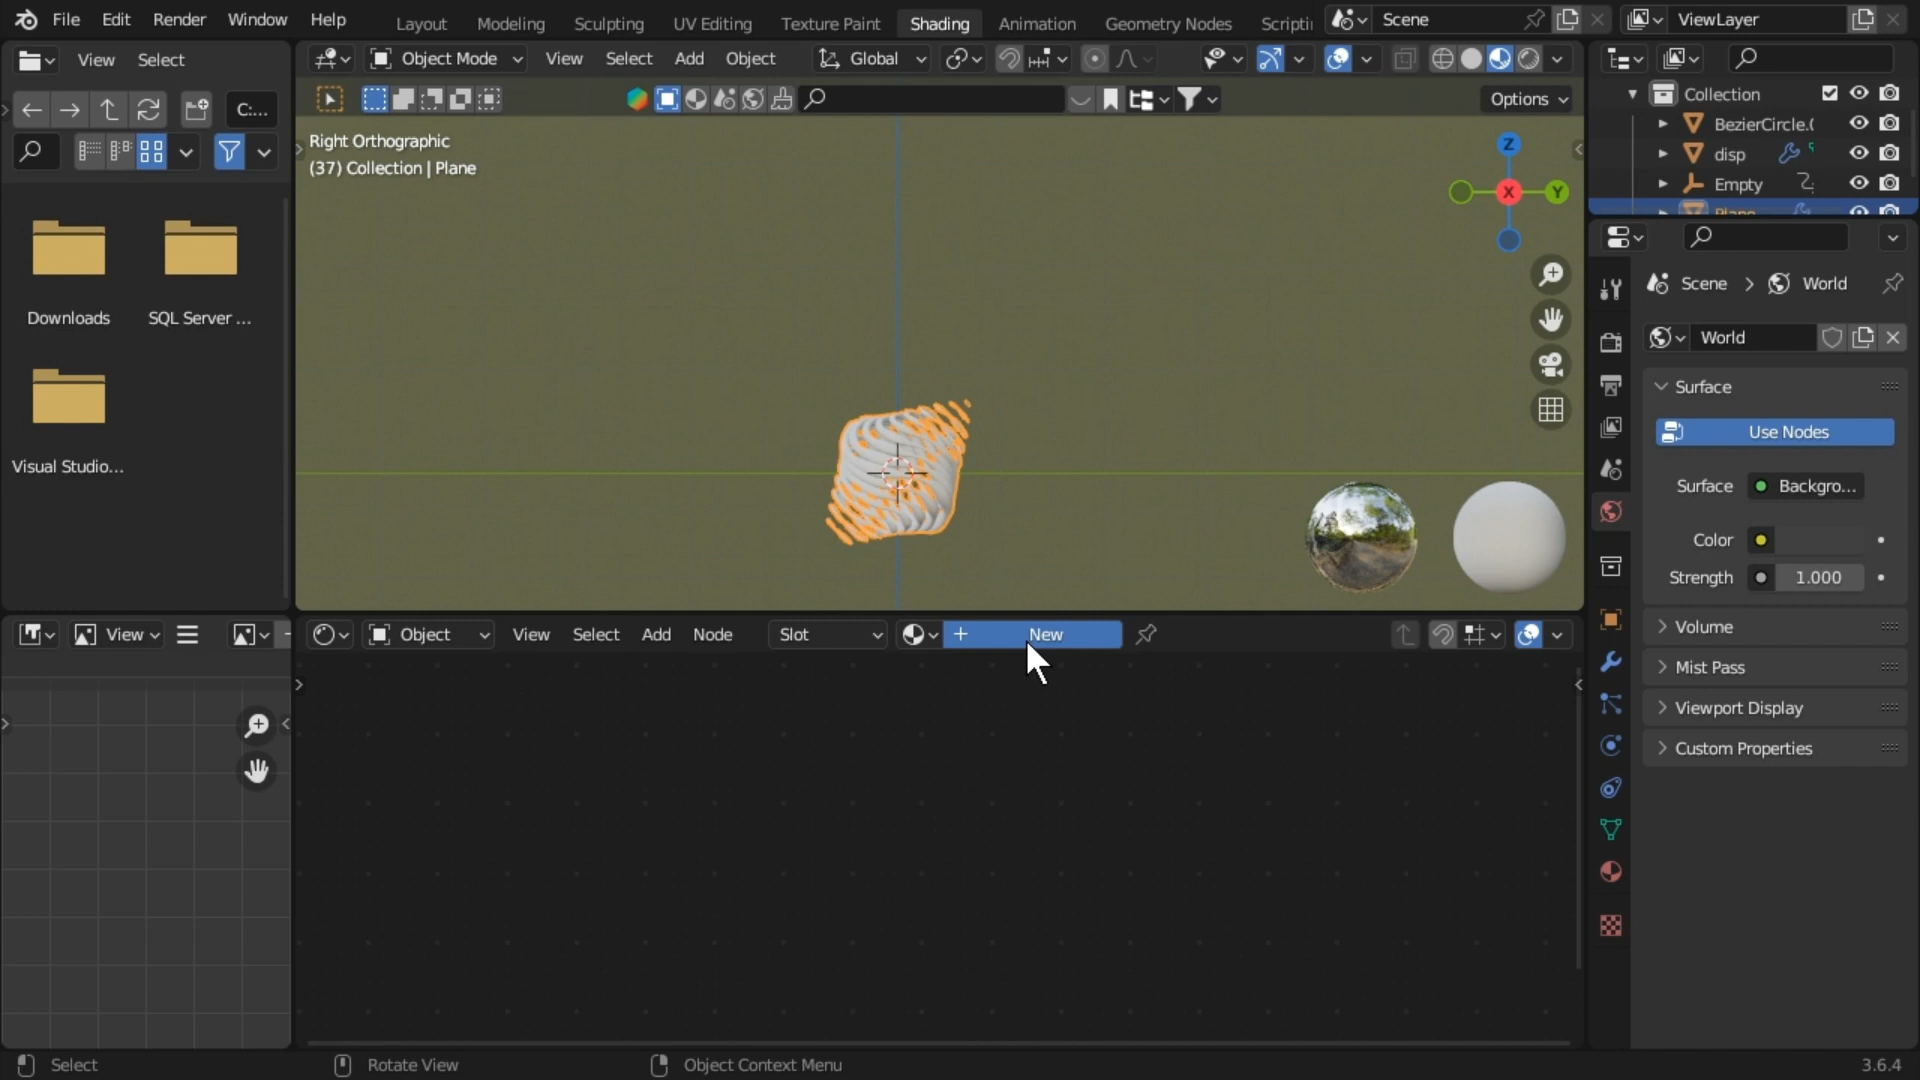 File Edit Render Window Help
Layout Modeling Sculpting UV Editing Texture Paint Shading Animation Geometry Nodes Scripti
Scene
ViewLayer
View Select
Object Mode View Select Add Object Global
C:...
Options
Right Orthographic
(37) Collection | Plane
Z
X
Y
Downloads
SQL Server ...
Visual Studio...
Collection
BezierCircle.(
disp
Empty
Scene > World
World
Surface
Use Nodes
Surface Backgro...
Color
Strength 1.000
Volume
Mist Pass
Viewport Display
Custom Properties
View
Object View Select Add Node Slot New
Select
Rotate View
Object Context Menu
3.6.4